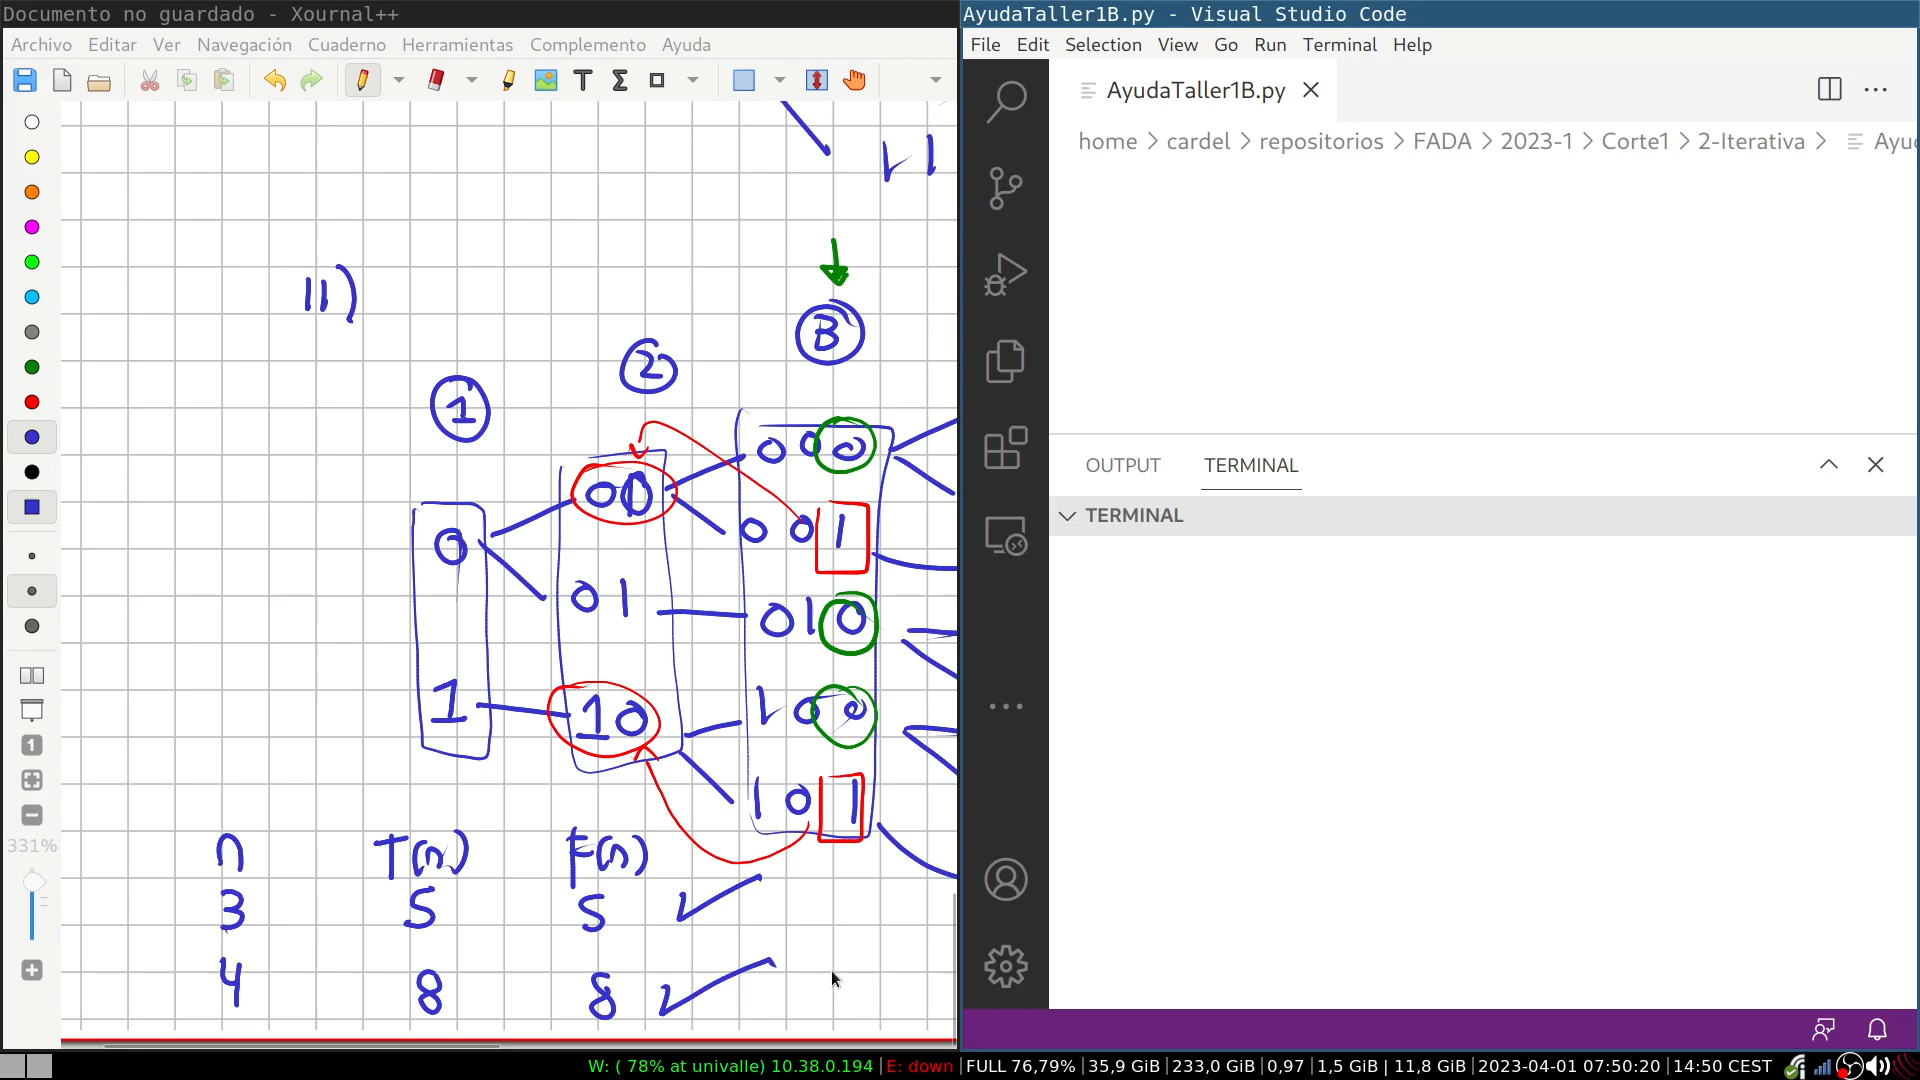 Documento no guardado - Xournal++
Archivo Editar Ver Navegación Cuaderno Herramientas Complemento Ayuda
11)
1
2
B
0
1
00
01
10
000
001
010
100
101
n T(n) F(n)
3 5 5
4 8 8
331%
AyudaTaller1B.py - Visual Studio Code
File Edit Selection View Go Run Terminal Help
AyudaTaller1B.py
home > cardel > repositorios > FADA > 2023-1 > Corte1 > 2-Iterativa > Ayu
OUTPUT TERMINAL
TERMINAL
W: ( 78% at univalle) 10.38.0.194 |E: down |FULL 76,79% |35,9 GiB |233,0 GiB |0,97 |1,5 GiB | 11,8 GiB |2023-04-01 07:50:20 |14:50 CEST